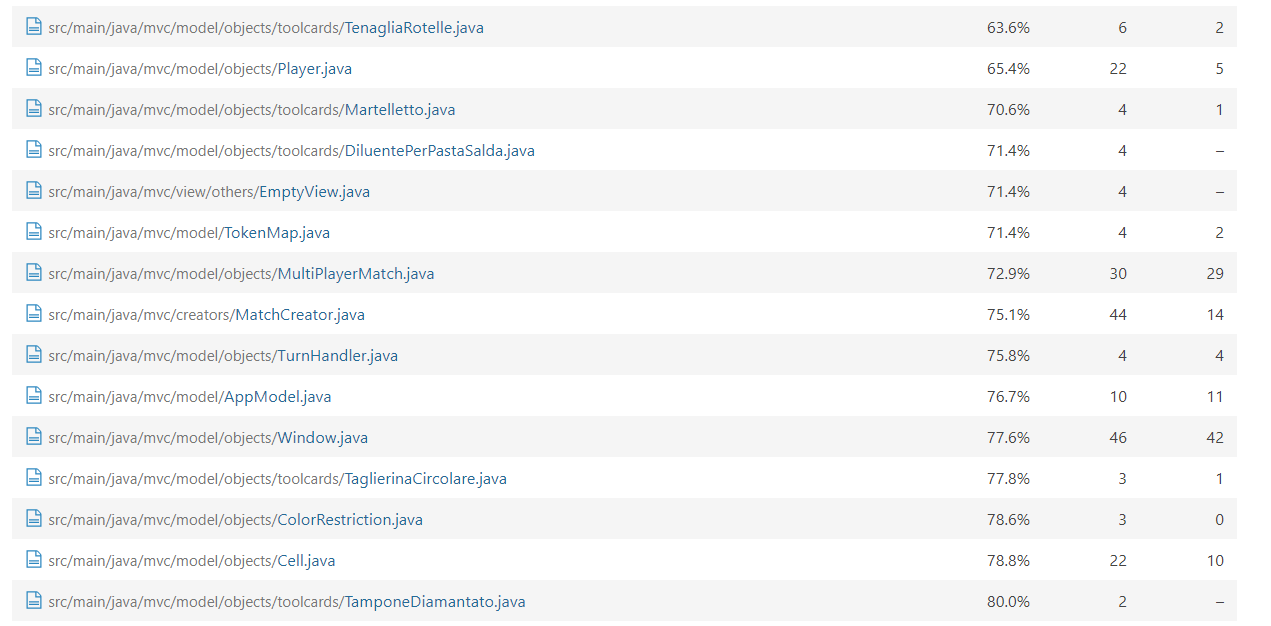 src/main/java/mvc/model/objects/toolcards/TenagliaRotelle.java 63.6% 6 2
src/main/java/mvc/model/objects/Player.java 65.4% 22 5
src/main/java/mvc/model/objects/toolcards/Martelletto.java 70.6% 4 1
src/main/java/mvc/model/objects/toolcards/DiluentePerPastaSalda.java 71.4% 4 –
src/main/java/mvc/view/others/EmptyView.java 71.4% 4 –
src/main/java/mvc/model/TokenMap.java 71.4% 4 2
src/main/java/mvc/model/objects/MultiPlayerMatch.java 72.9% 30 29
src/main/java/mvc/creators/MatchCreator.java 75.1% 44 14
src/main/java/mvc/model/objects/TurnHandler.java 75.8% 4 4
src/main/java/mvc/model/AppModel.java 76.7% 10 11
src/main/java/mvc/model/objects/Window.java 77.6% 46 42
src/main/java/mvc/model/objects/toolcards/TaglierinaCircolare.java 77.8% 3 1
src/main/java/mvc/model/objects/ColorRestriction.java 78.6% 3 0
src/main/java/mvc/model/objects/Cell.java 78.8% 22 10
src/main/java/mvc/model/objects/toolcards/TamponeDiamantato.java 80.0% 2 –